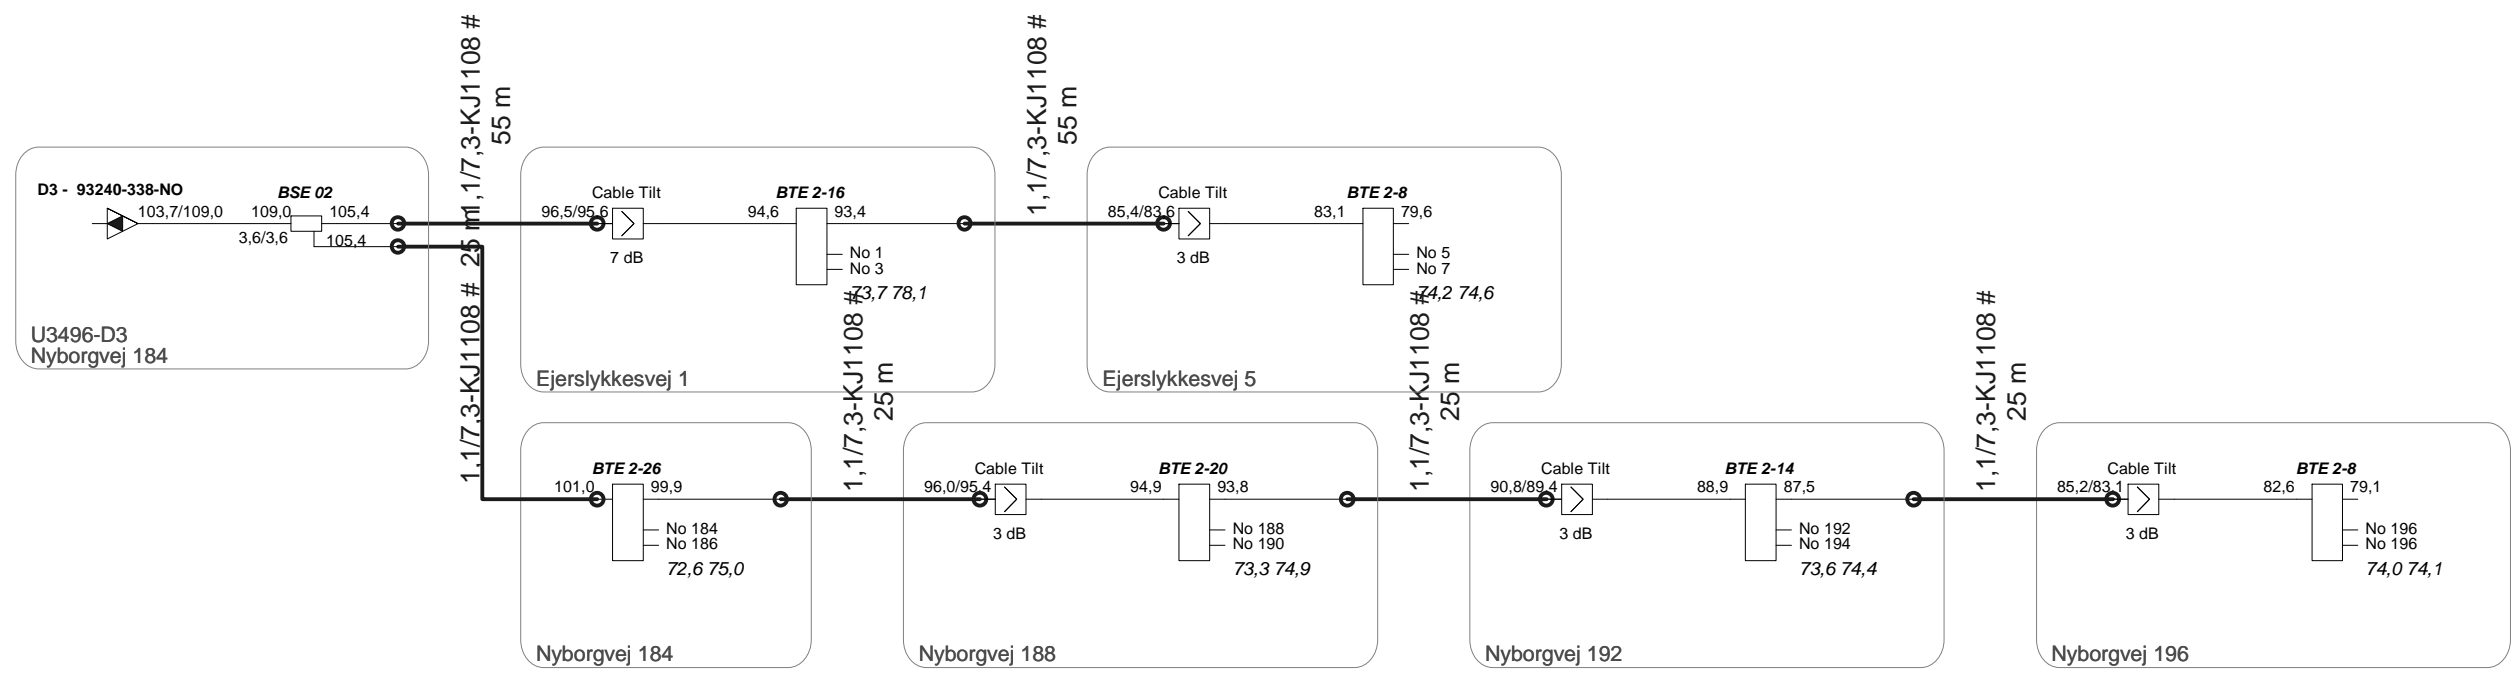 1,1/7,3-KJ1108 #
55 m
1,1/7,3-KJ1108 #
55 m
D3 - 93240-338-NO
BSE 02
103,7/109,0
109,0
105,4
3,6/3,6
105,4
U3496-D3
Nyborgvej 184
Cable Tilt
BTE 2-16
96,5/95,6
94,6
93,4
7 dB
No 1
No 3
73,7 78,1
Ejerslykkesvej 1
Cable Tilt
BTE 2-8
85,4/83,6
83,1
79,6
3 dB
No 5
No 7
74,2 74,6
Ejerslykkesvej 5
1,1/7,3-KJ1108 # 25 m
1,1/7,3-KJ1108 #
25 m
1,1/7,3-KJ1108 #
25 m
1,1/7,3-KJ1108 #
25 m
BTE 2-26
101,0
99,9
No 184
No 186
72,6 75,0
Nyborgvej 184
Cable Tilt
BTE 2-20
96,0/95,4
94,9
93,8
3 dB
No 188
No 190
73,3 74,9
Nyborgvej 188
Cable Tilt
BTE 2-14
90,8/89,4
88,9
87,5
3 dB
No 192
No 194
73,6 74,4
Nyborgvej 192
Cable Tilt
BTE 2-8
85,2/83,1
82,6
79,1
3 dB
No 196
No 196
74,0 74,1
Nyborgvej 196